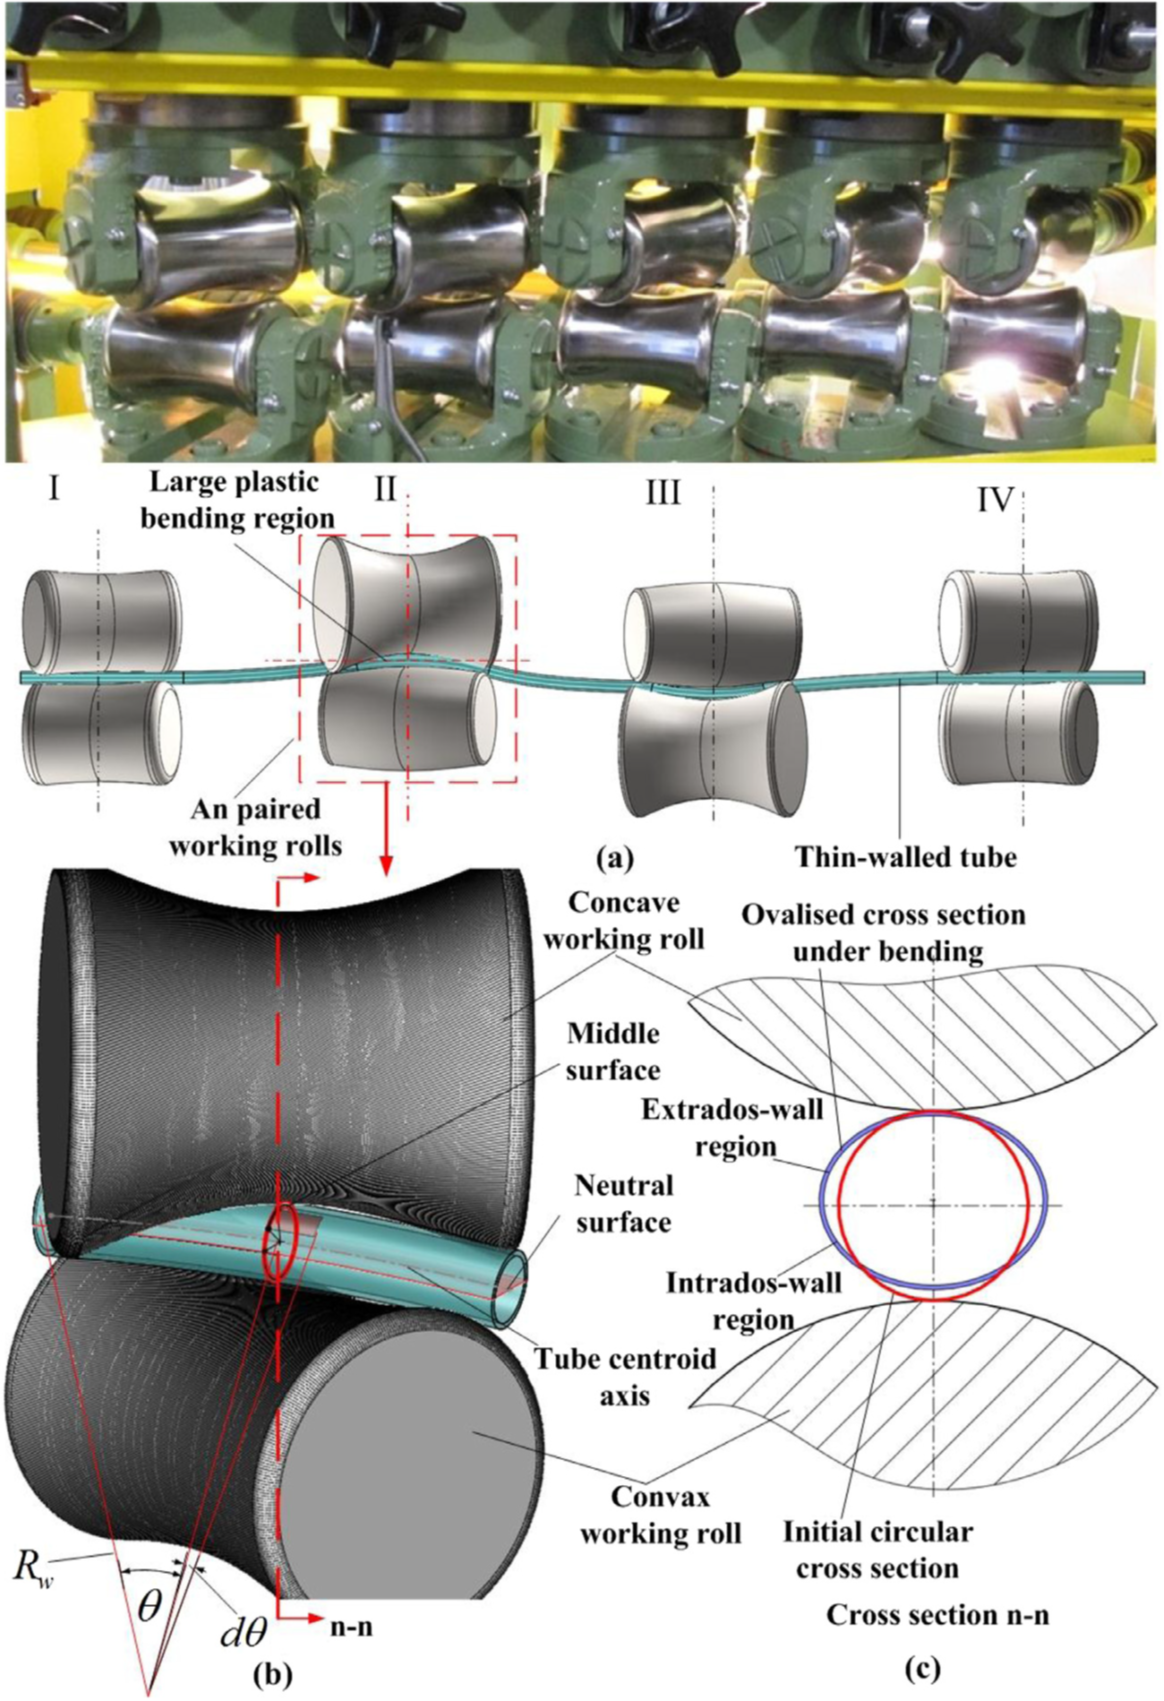 I
II
III
IV
Large plastic
bending region
An paired
working rolls
(a)
Thin-walled tube
Concave
working roll
Middle
surface
Neutral
surface
Tube centroid
axis
Convax
working roll
R_w
θ
dθ
n-n
(b)
Ovalised cross section
under bending
Extrados-wall
region
Intrados-wall
region
Initial circular
cross section
Cross section n-n
(c)